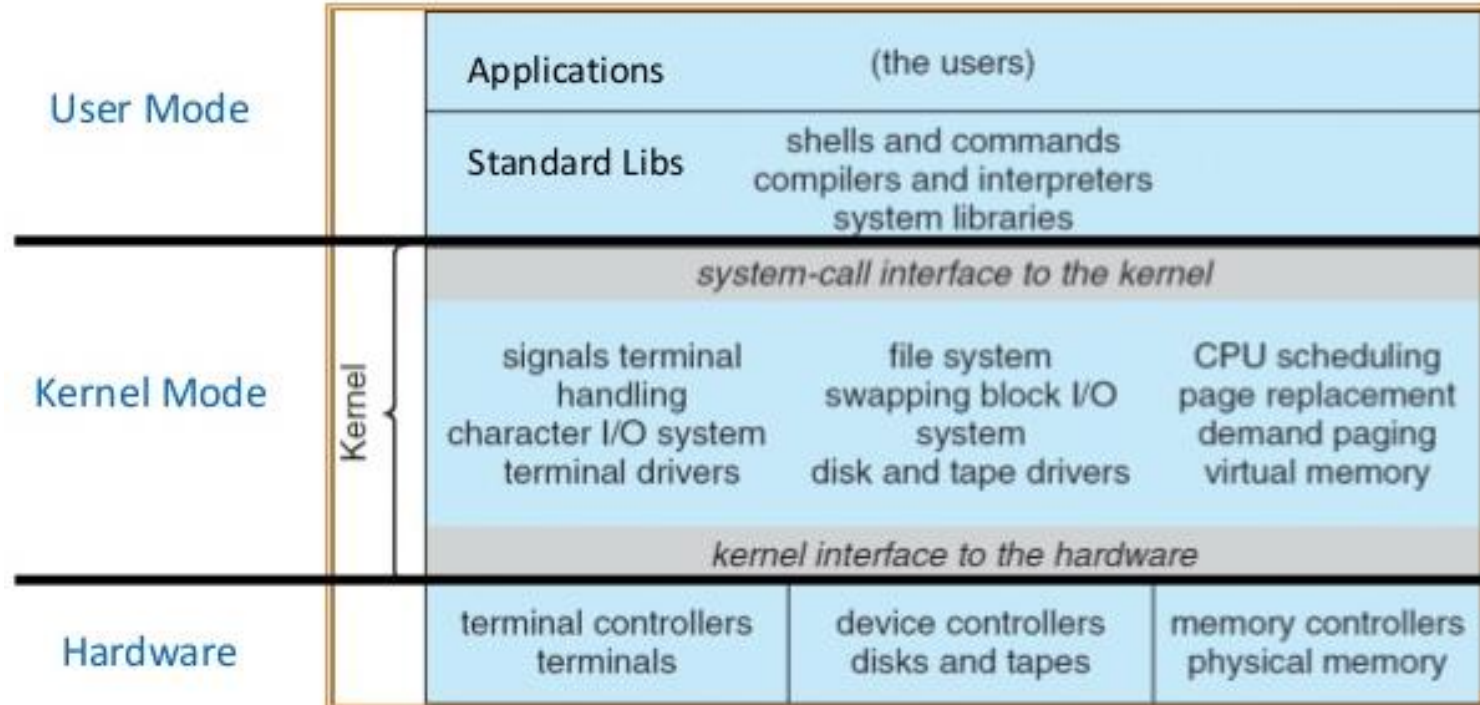 User Mode
Applications
(the users)
Standard Libs
shells and commands
compilers and interpreters
system libraries
Kernel Mode
Kernel
system-call interface to the kernel
signals terminal
handling
character I/O system
terminal drivers
file system
swapping block I/O
system
disk and tape drivers
CPU scheduling
page replacement
demand paging
virtual memory
kernel interface to the hardware
Hardware
terminal controllers
terminals
device controllers
disks and tapes
memory controllers
physical memory